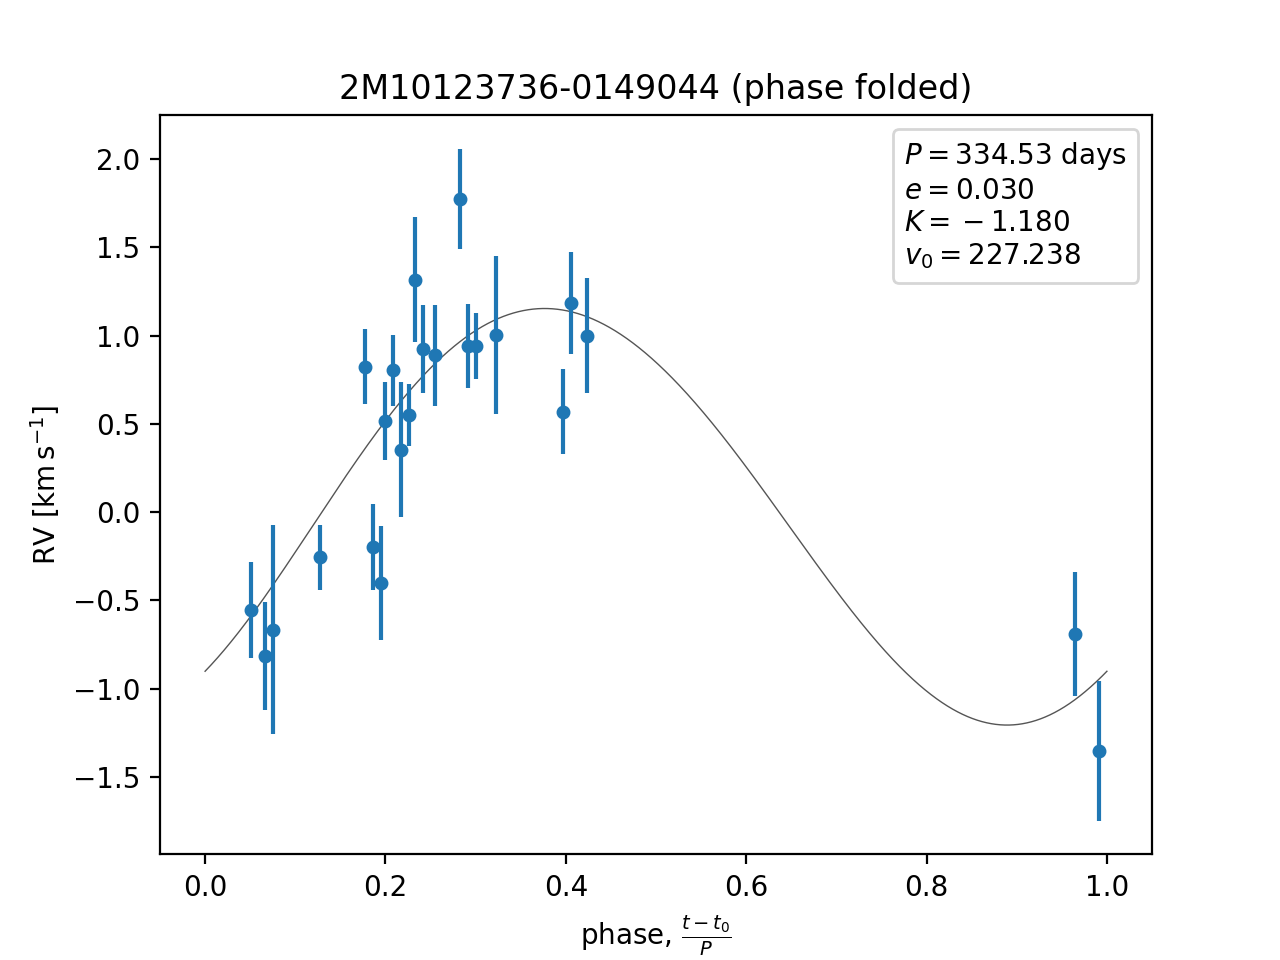 2M10123736-0149044 (phase folded)
P = 334.53 days
e = 0.030
K = −1.180
v₀ = 227.238
2.0
1.5
1.0
0.5
0.0
−0.5
−1.0
−1.5
RV [km s⁻¹]
0.0 0.2 0.4 0.6 0.8 1.0
phase, (t − t₀)/P